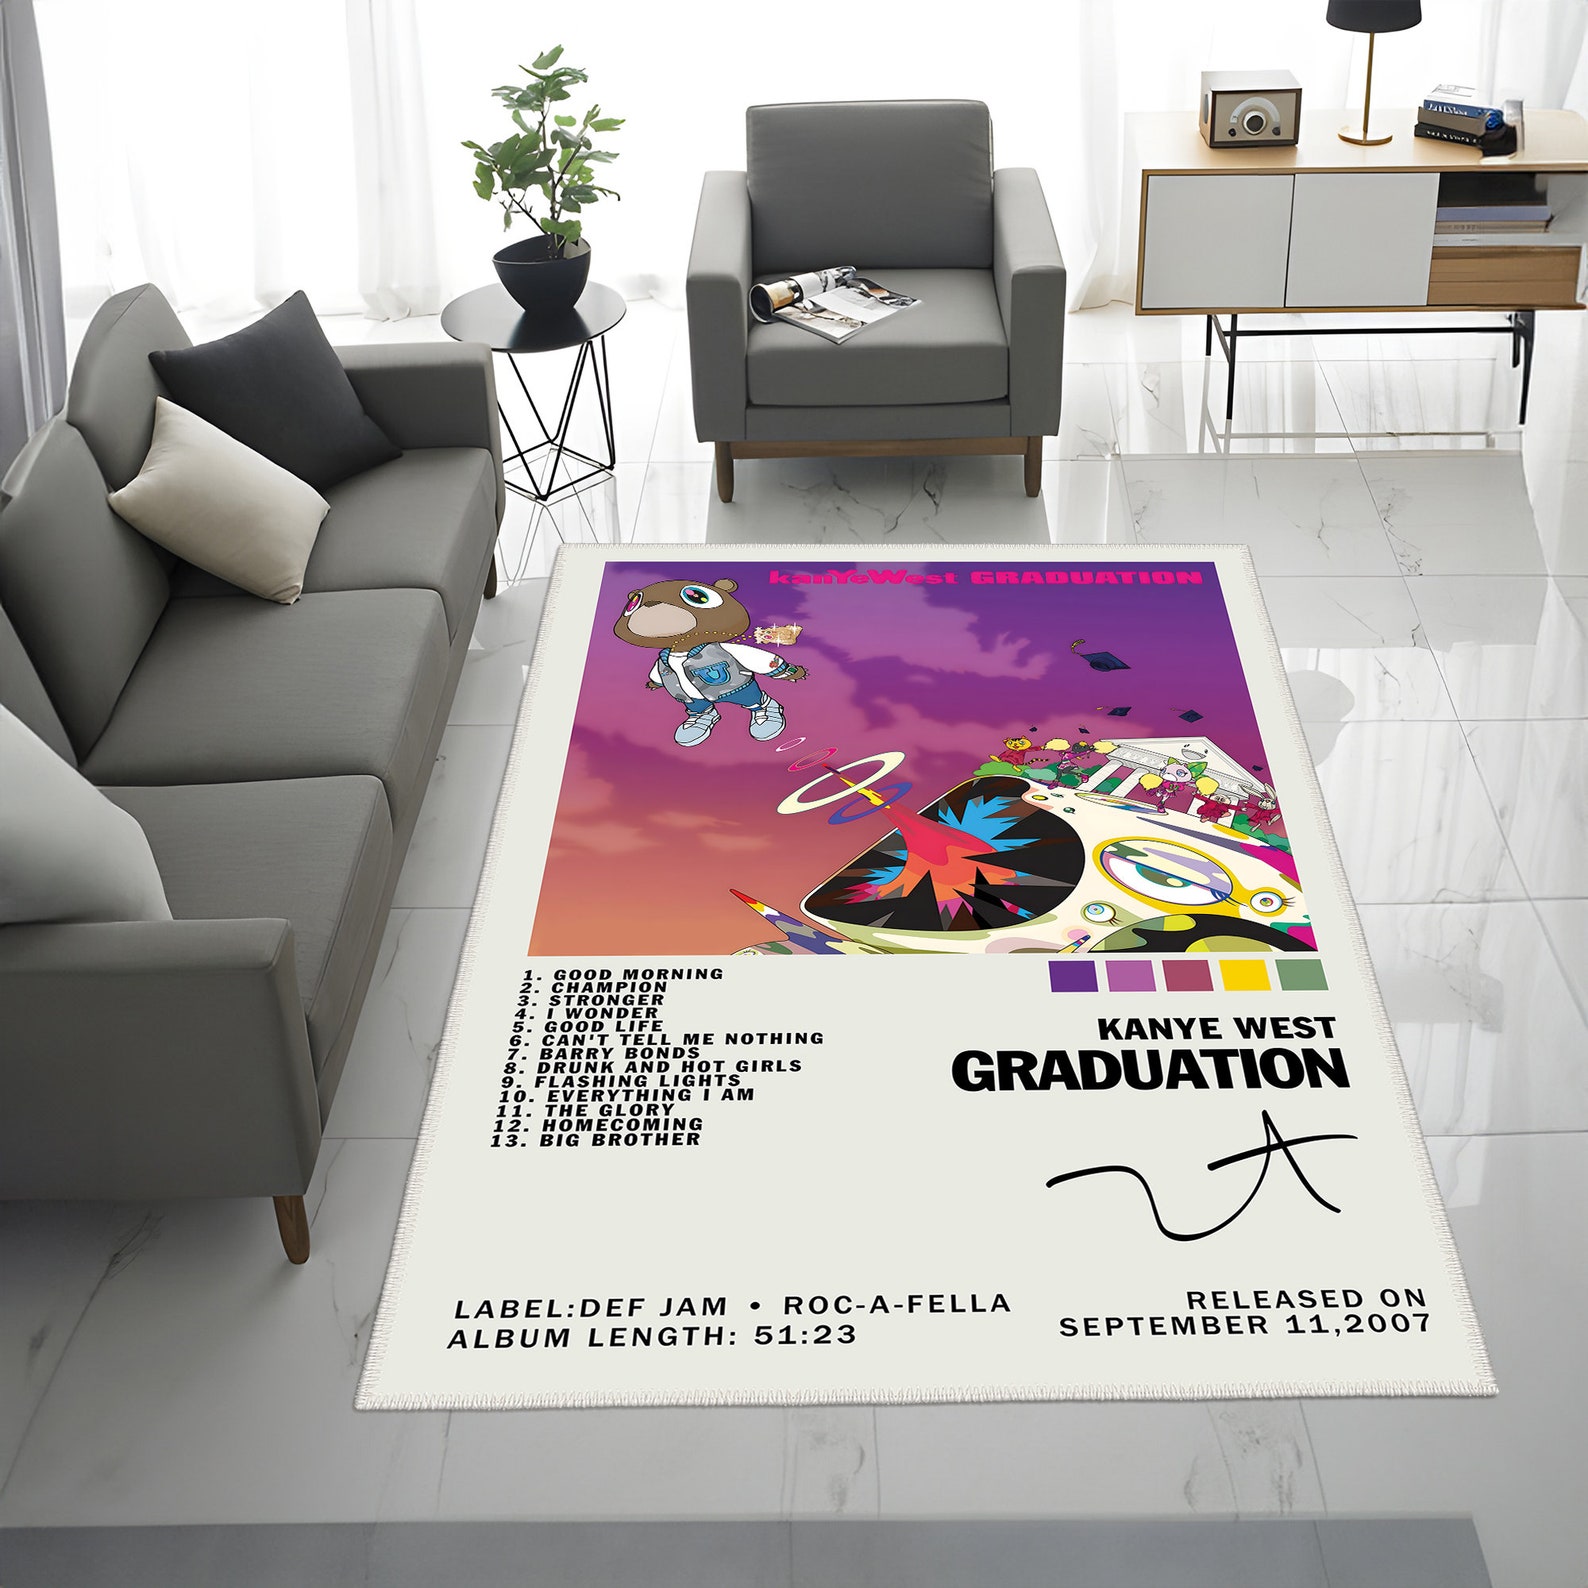 kanYeWest GRADUATION
1. GOOD MORNING
2. CHAMPION
3. STRONGER
4. I WONDER
5. GOOD LIFE
6. CAN'T TELL ME NOTHING
7. BARRY BONDS
8. DRUNK AND HOT GIRLS
9. FLASHING LIGHTS
10. EVERYTHING I AM
11. THE GLORY
12. HOMECOMING
13. BIG BROTHER
KANYE WEST
GRADUATION
LABEL:DEF JAM • ROC-A-FELLA
ALBUM LENGTH: 51:23
RELEASED ON
SEPTEMBER 11,2007